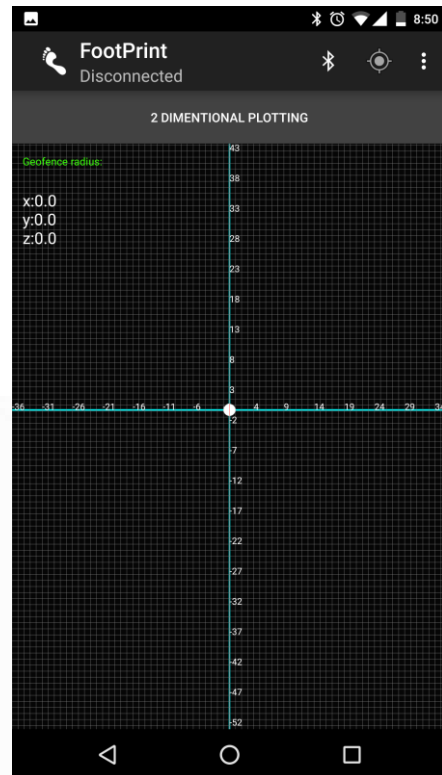 8:50
FootPrint
Disconnected
2 DIMENTIONAL PLOTTING
43
Geofence radius:
38
x:0.0
33
y:0.0
z:0.0
28
23
18
13
8
3
-36 -31 -26 -21 -16 -11 -6 4 9 14 19 24 29 34
-2
-7
-12
-17
-22
-27
-32
-37
-42
-47
-52